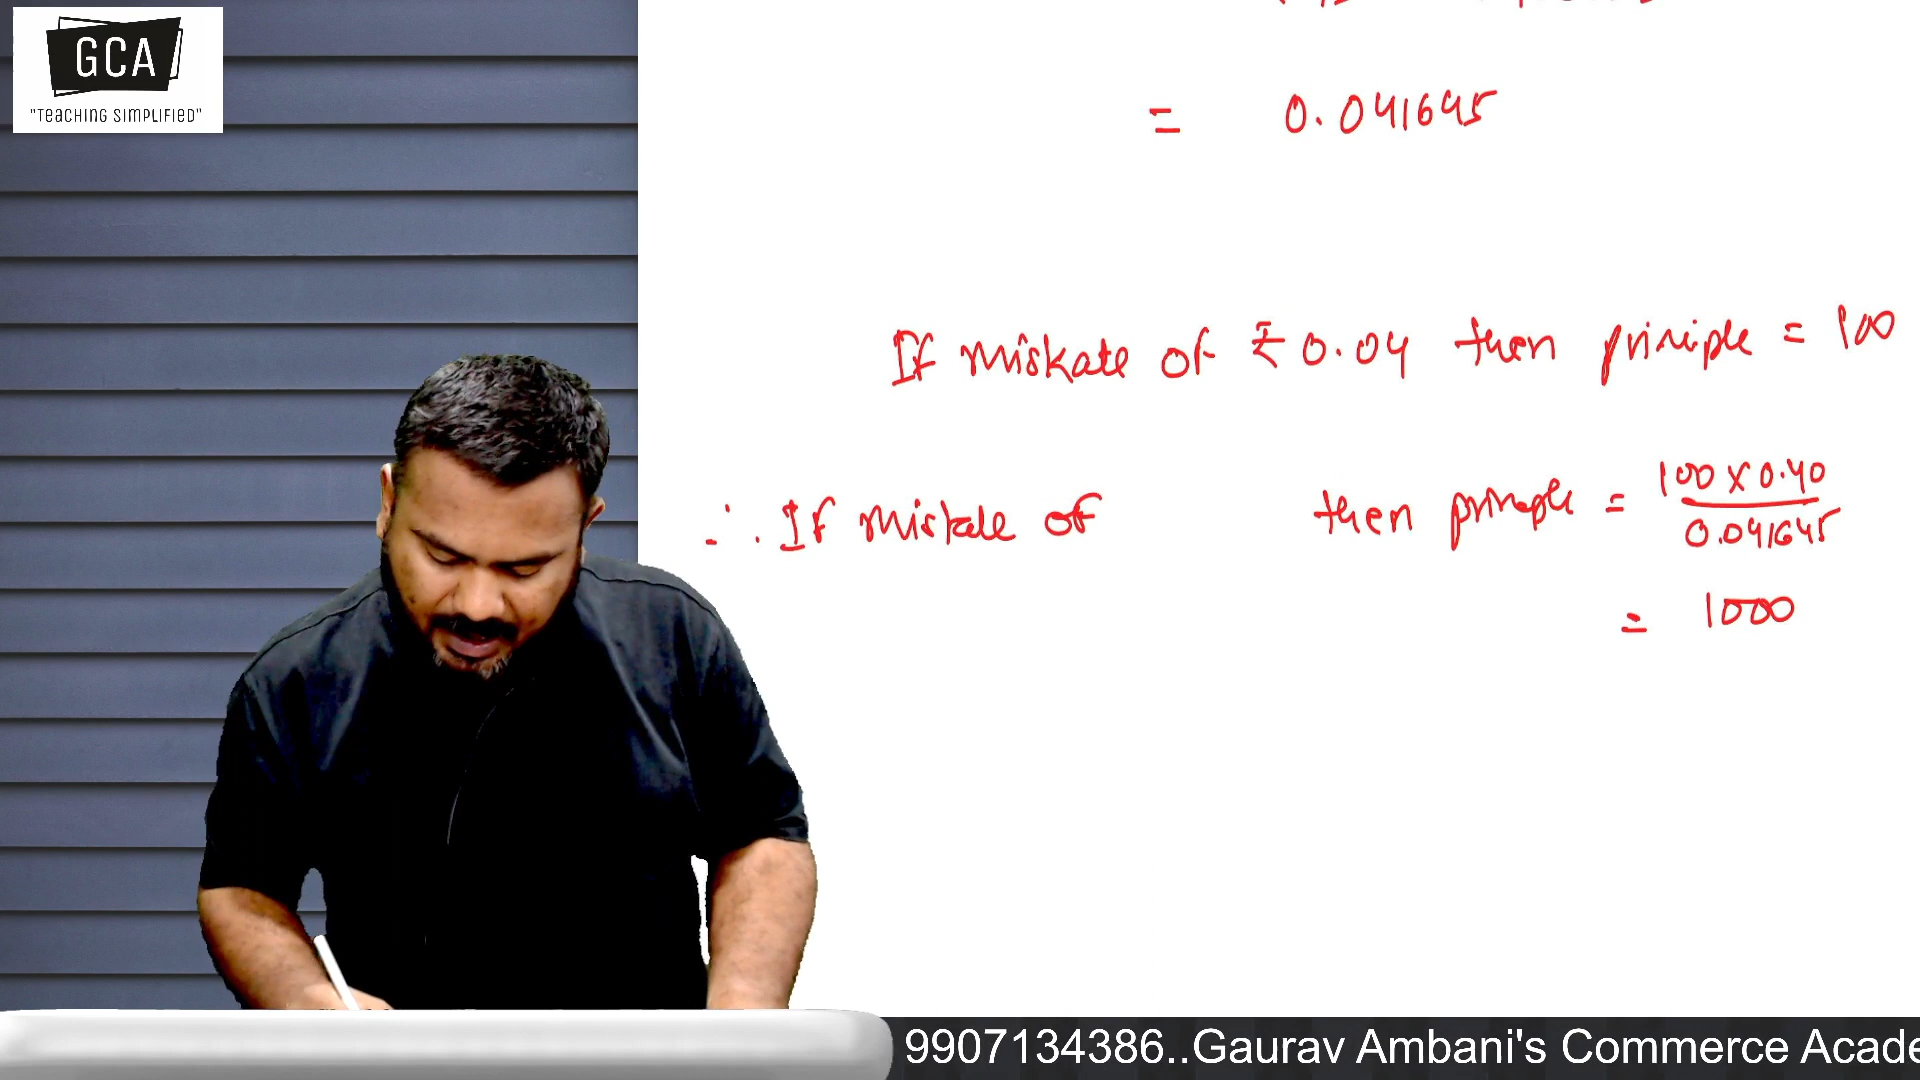 GCA
"TEACHING SIMPLIFIED"
= 0.041645
If miskate of ₹ 0.04 then priniple = 100
∴ If mistake of then principle = 100 x 0.40
0.041645
= 1000
9907134386..Gaurav Ambani's Commerce Acade